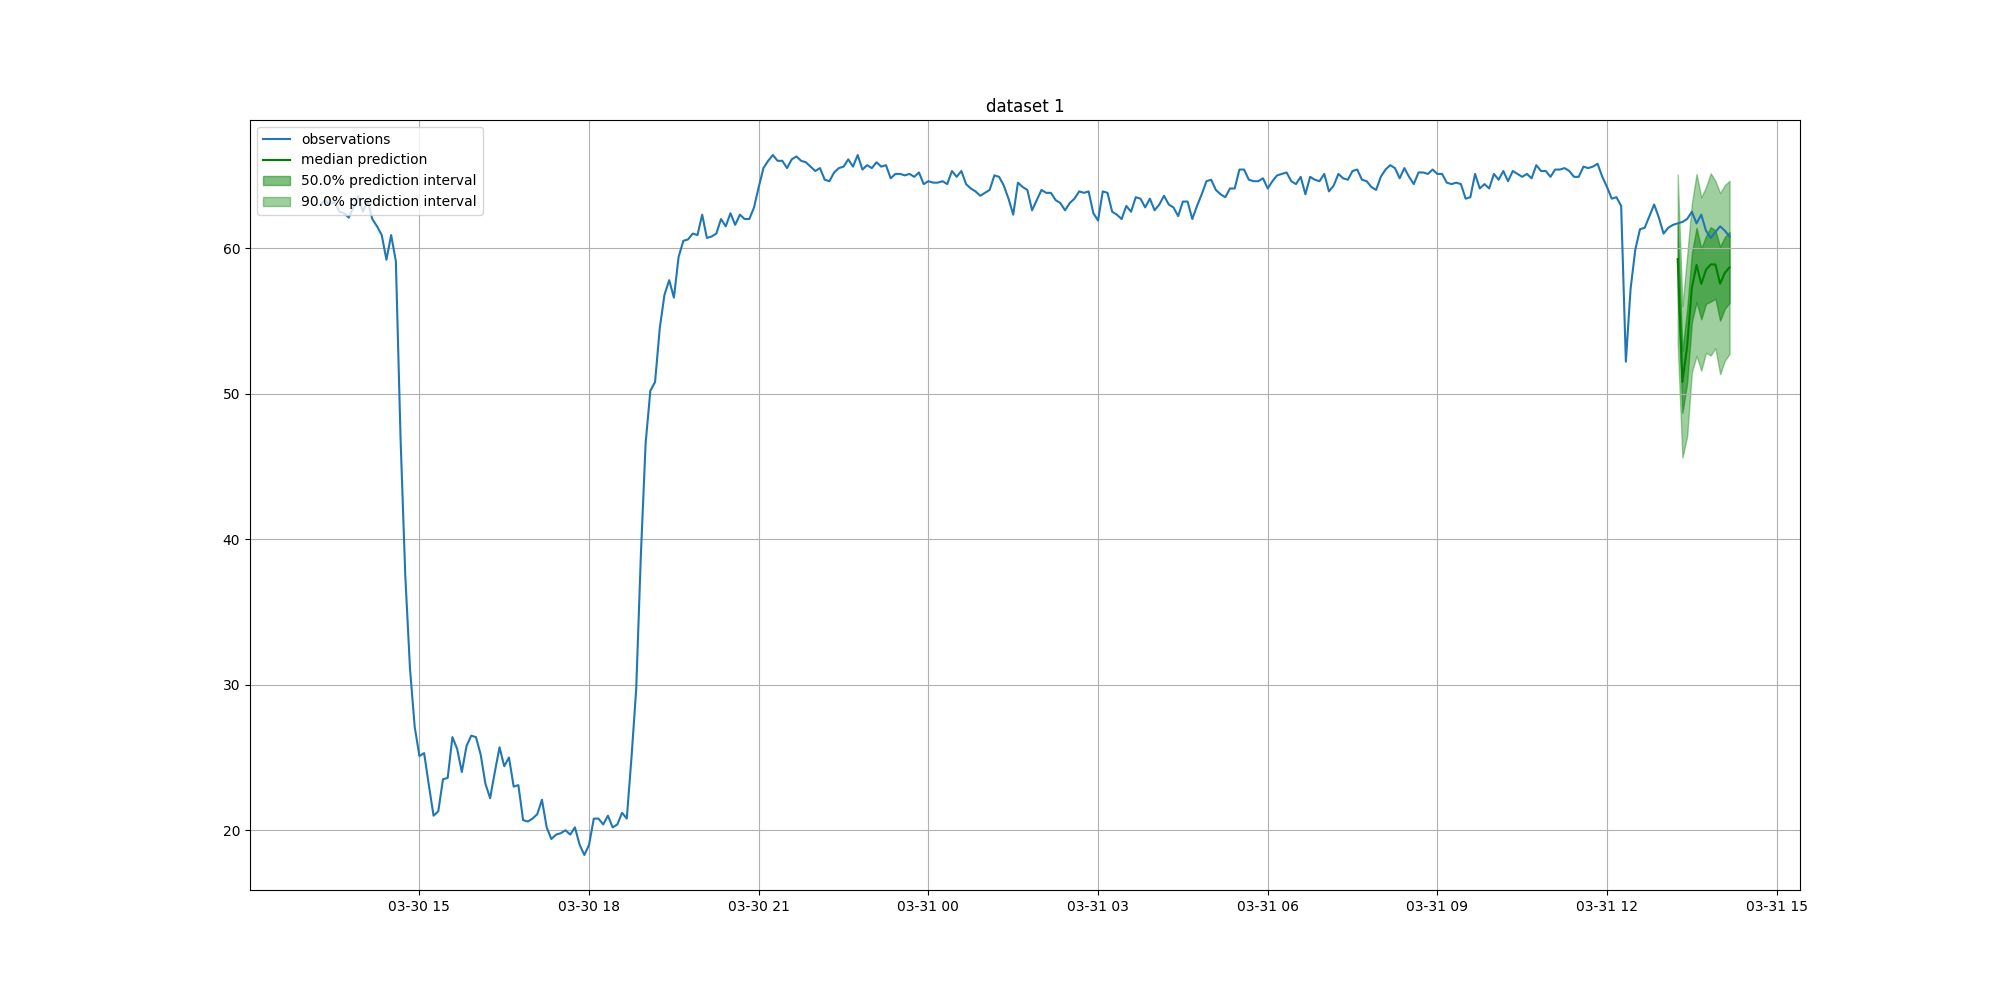 dataset 1
observations
median prediction
50.0% prediction interval
90.0% prediction interval
60
50
40
30
20
03-30 15
03-30 18
03-30 21
03-31 00
03-31 03
03-31 06
03-31 09
03-31 12
03-31 15